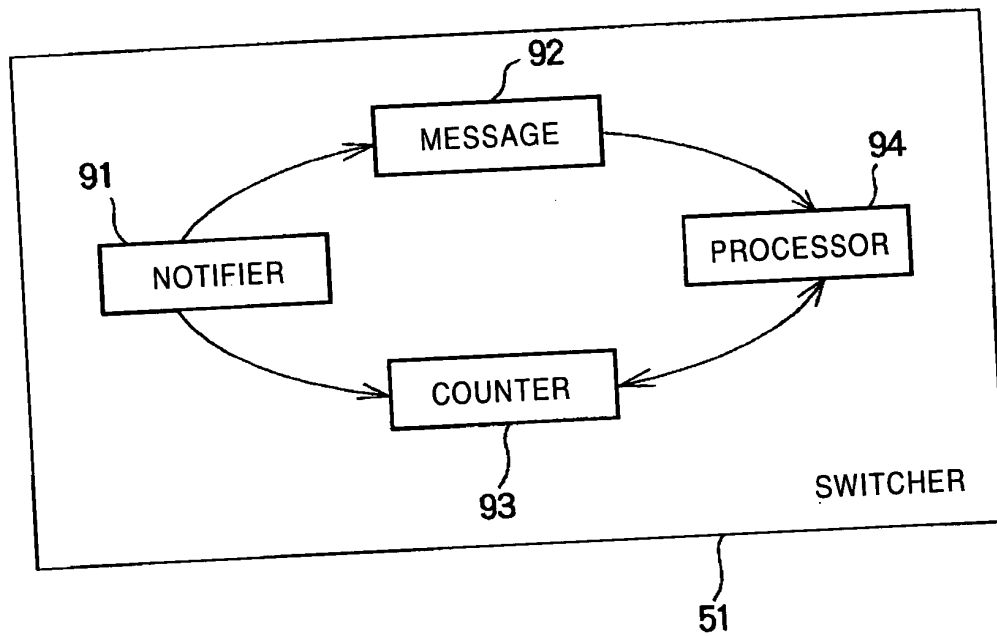 92
MESSAGE
94
91
PROCESSOR
NOTIFIER
COUNTER
93
SWITCHER
51